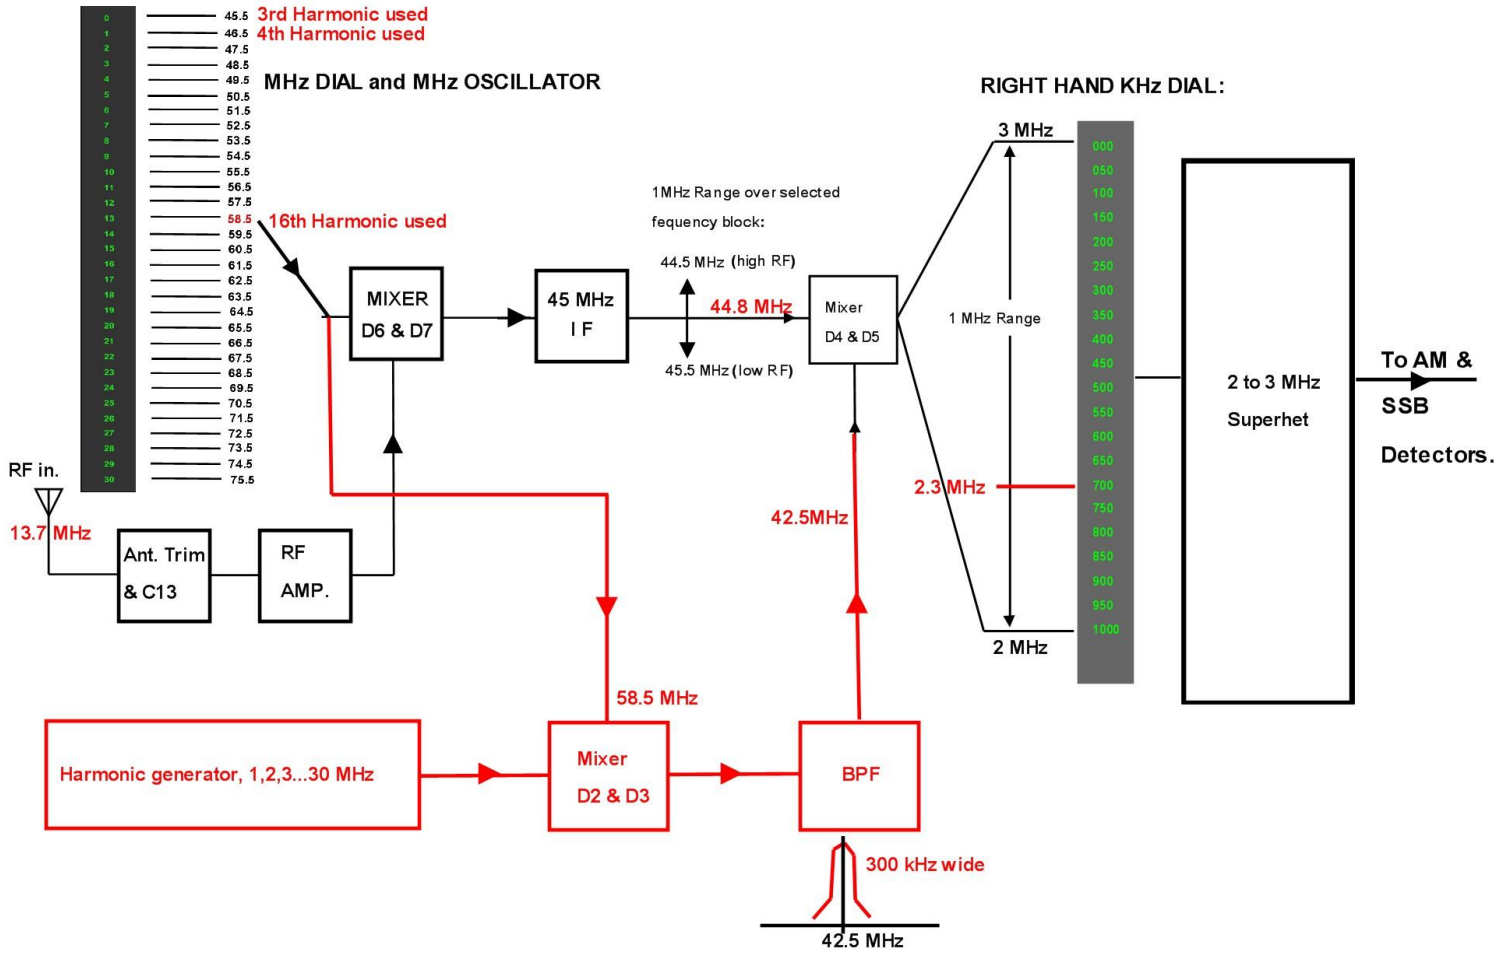 0 45.5 3rd Harmonic used
1 46.5 4th Harmonic used
2 47.5
3 48.5
4 49.5
5 50.5
6 51.5
7 52.5
8 53.5
9 54.5
10 55.5
11 56.5
12 57.5
13 58.5
14 59.5
15 60.5
16 61.5
17 62.5
18 63.5
19 64.5
20 65.5
21 66.5
22 67.5
23 68.5
24 69.5
25 70.5
26 71.5
27 72.5
28 73.5
29 74.5
30 75.5
MHz DIAL and MHz OSCILLATOR
16th Harmonic used
MIXER
D6 & D7
45 MHz
I F
1MHz Range over selected
fequency block:
44.5 MHz (high RF)
44.8 MHz
45.5 MHz (low RF)
Mixer
D4 & D5
RIGHT HAND KHz DIAL:
3 MHz
1 MHz Range
2.3 MHz
2 MHz
000
050
100
150
200
250
300
350
400
450
500
550
600
650
700
750
800
850
900
950
1000
2 to 3 MHz
Superhet
To AM &
SSB
Detectors.
RF in.
13.7 MHz
Ant. Trim
& C13
RF
AMP.
42.5MHz
58.5 MHz
Harmonic generator, 1,2,3...30 MHz
Mixer
D2 & D3
BPF
300 kHz wide
42.5 MHz